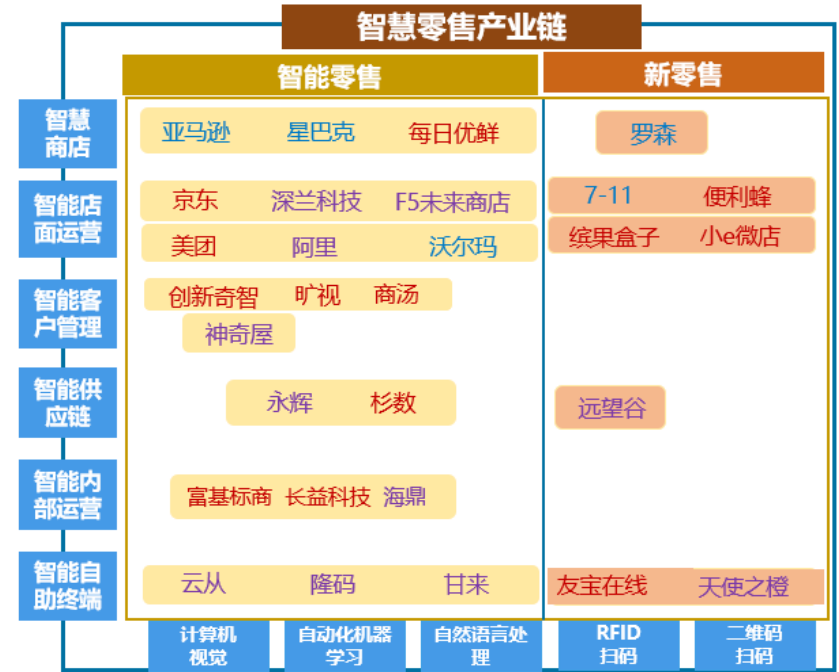 智慧零售产业链
智能零售 新零售
智慧
商店
亚马逊 星巴克 每日优鲜 罗森
智能店
面运营
京东 深兰科技 F5未来商店 7-11 便利蜂
美团 阿里 沃尔玛 缤果盒子 小e微店
智能客
户管理
创新奇智 旷视 商汤
神奇屋
智能供
应链
永辉 杉数 远望谷
智能内
部运营
富基标商 长益科技 海鼎
智能自
助终端
云从 隆码 甘来 友宝在线 天使之橙
计算机
视觉
自动化机器
学习
自然语言处
理
RFID
扫码
二维码
扫码